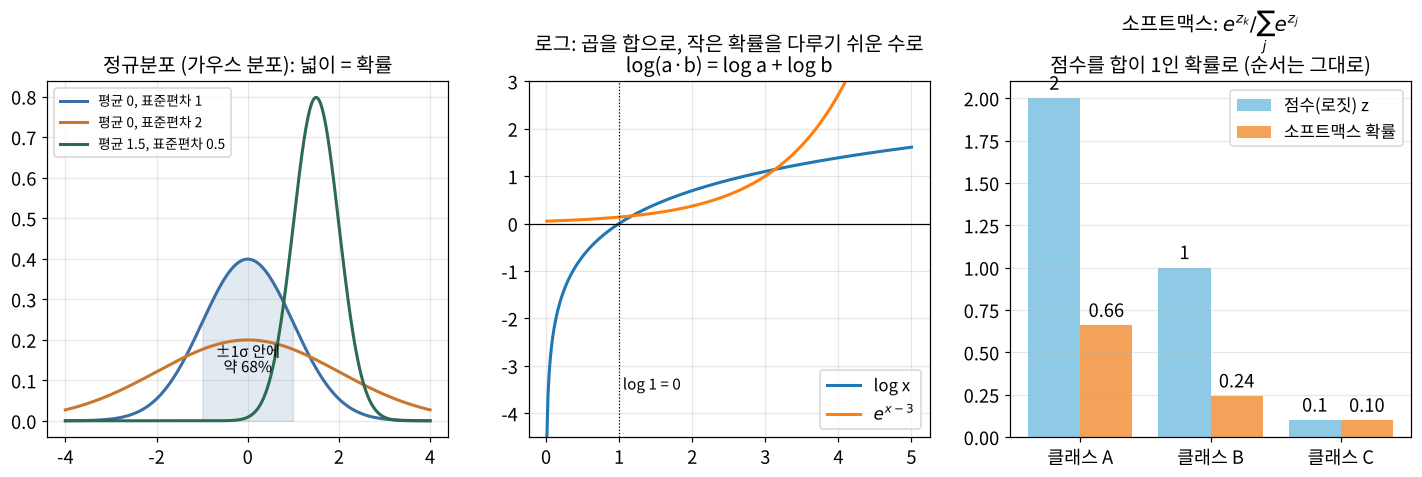 정규분포 (가우스 분포): 넓이 = 확률
평균 0, 표준편차 1
평균 0, 표준편차 2
평균 1.5, 표준편차 0.5
±1σ 안에
약 68%
0.8
0.7
0.6
0.5
0.4
0.3
0.2
0.1
0.0
-4 -2 0 2 4
로그: 곱을 합으로, 작은 확률을 다루기 쉬운 수로
log(a·b) = log a + log b
3
2
1
0
-1
-2
-3
-4
log 1 = 0
log x
e^{x−3}
0 1 2 3 4 5
소프트맥스: e^{z_k}/∑_j e^{z_j}
점수를 합이 1인 확률로 (순서는 그대로)
점수(로짓) z
소프트맥스 확률
2.00
1.75
1.50
1.25
1.00
0.75
0.50
0.25
0.00
2
0.66
1
0.24
0.1
0.10
클래스 A 클래스 B 클래스 C